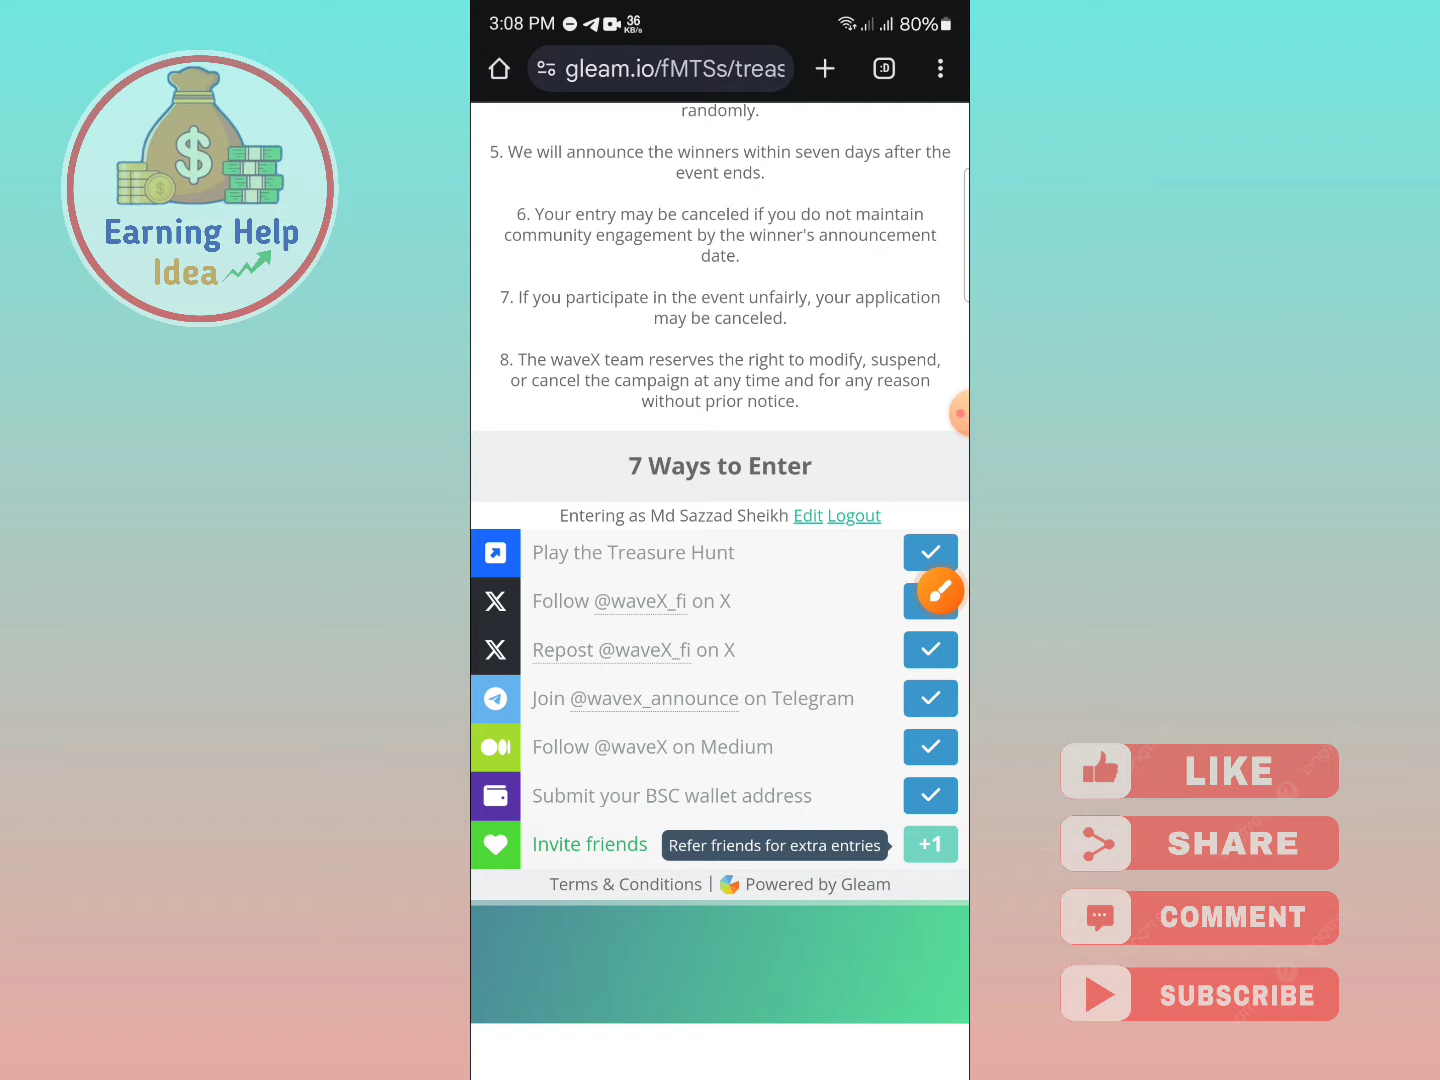 3:08 PM 36 KB/s 80%
gleam.io/fMTSs/treas
:D
randomly.
5. We will announce the winners within seven days after the
event ends.
6. Your entry may be canceled if you do not maintain
community engagement by the winner's announcement
date.
7. If you participate in the event unfairly, your application
may be canceled.
8. The waveX team reserves the right to modify, suspend,
or cancel the campaign at any time and for any reason
without prior notice.
7 Ways to Enter
Entering as Md Sazzad Sheikh Edit Logout
Play the Treasure Hunt
Follow @waveX_fi on X
Repost @waveX_fi on X
Join @wavex_announce on Telegram
Follow @waveX on Medium
Submit your BSC wallet address
Invite friends Refer friends for extra entries +1
Terms & Conditions | Powered by Gleam
$
Earning Help
Idea
LIKE
SHARE
COMMENT
SUBSCRIBE